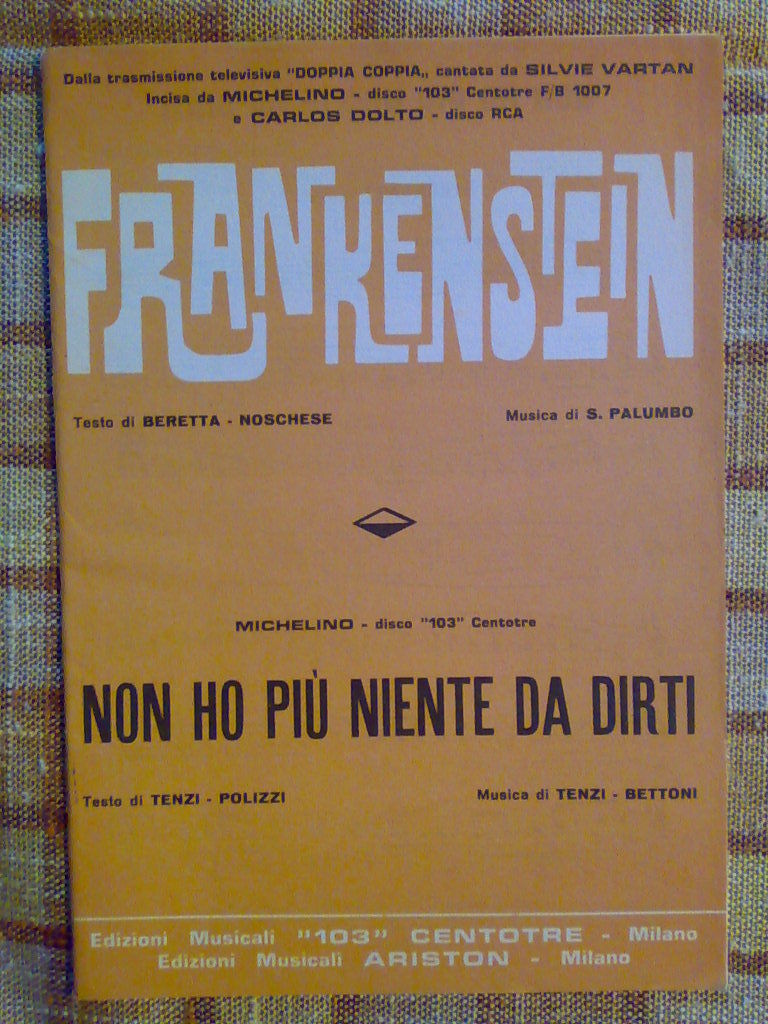 Dalla trasmissione televisiva "DOPPIA COPPIA„ cantata da SILVIE VARTAN
Incisa da MICHELINO - disco "103" Centotre F/B 1007
e CARLOS DOLTO - disco RCA
FRANKENSTEIN
Testo di BERETTA - NOSCHESE Musica di S. PALUMBO
MICHELINO - disco "103" Centotre
NON HO PIÙ NIENTE DA DIRTI
Testo di TENZI - POLIZZI Musica di TENZI - BETTONI
Edizioni Musicali "103" CENTOTRE - Milano
Edizioni Musicali ARISTON - Milano